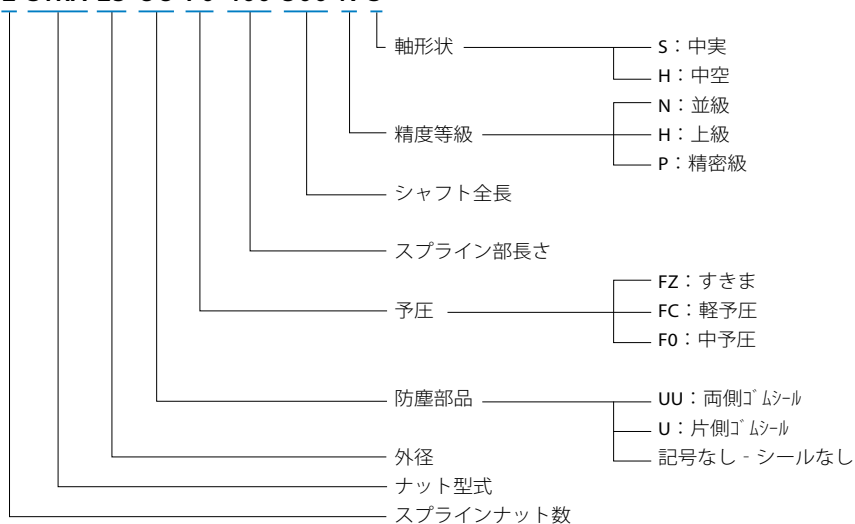 軸形状
S：中実
H：中空
N：並級
精度等級
H：上級
P：精密級
シャフト全長
スプライン部長さ
FZ：すきま
予圧
FC：軽予圧
F0：中予圧
防塵部品
UU：両側ｺﾞﾑｼｰﾙ
U：片側ｺﾞﾑｼｰﾙ
外径
記号なし - シールなし
ナット型式
スプラインナット数